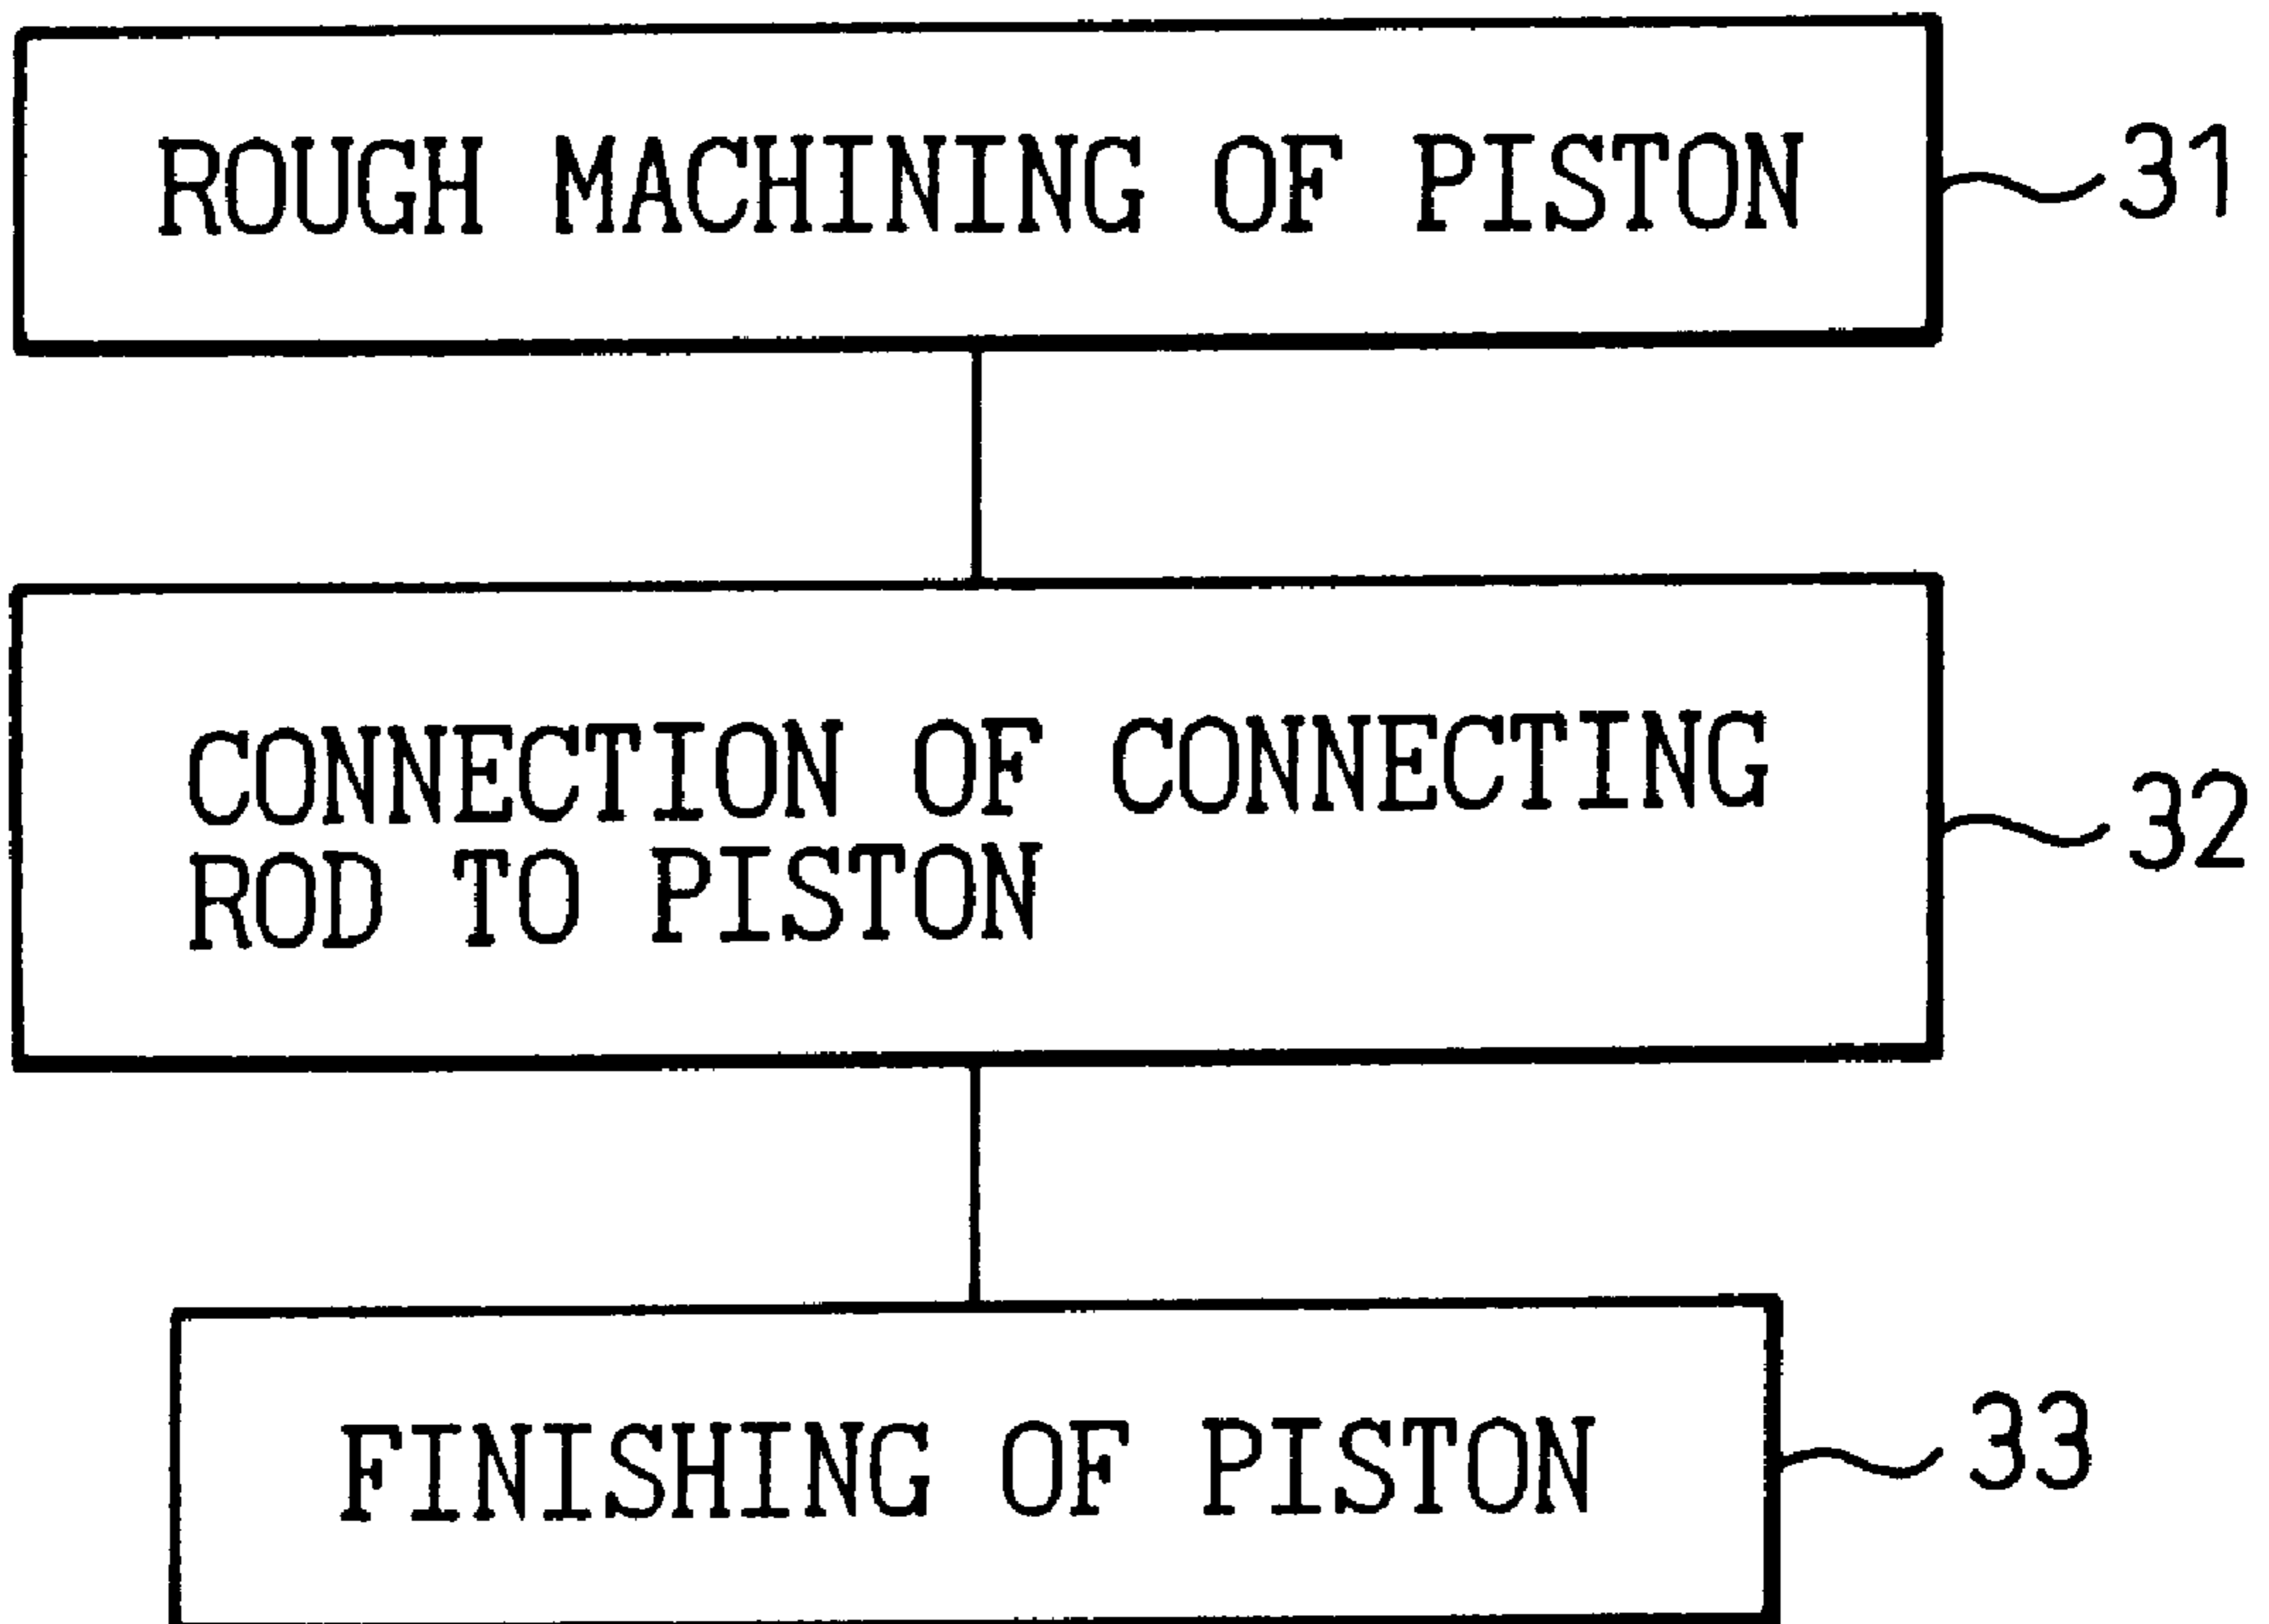 ROUGH MACHINING OF PISTON
31
CONNECTION OF CONNECTING
ROD TO PISTON
32
FINISHING OF PISTON
33